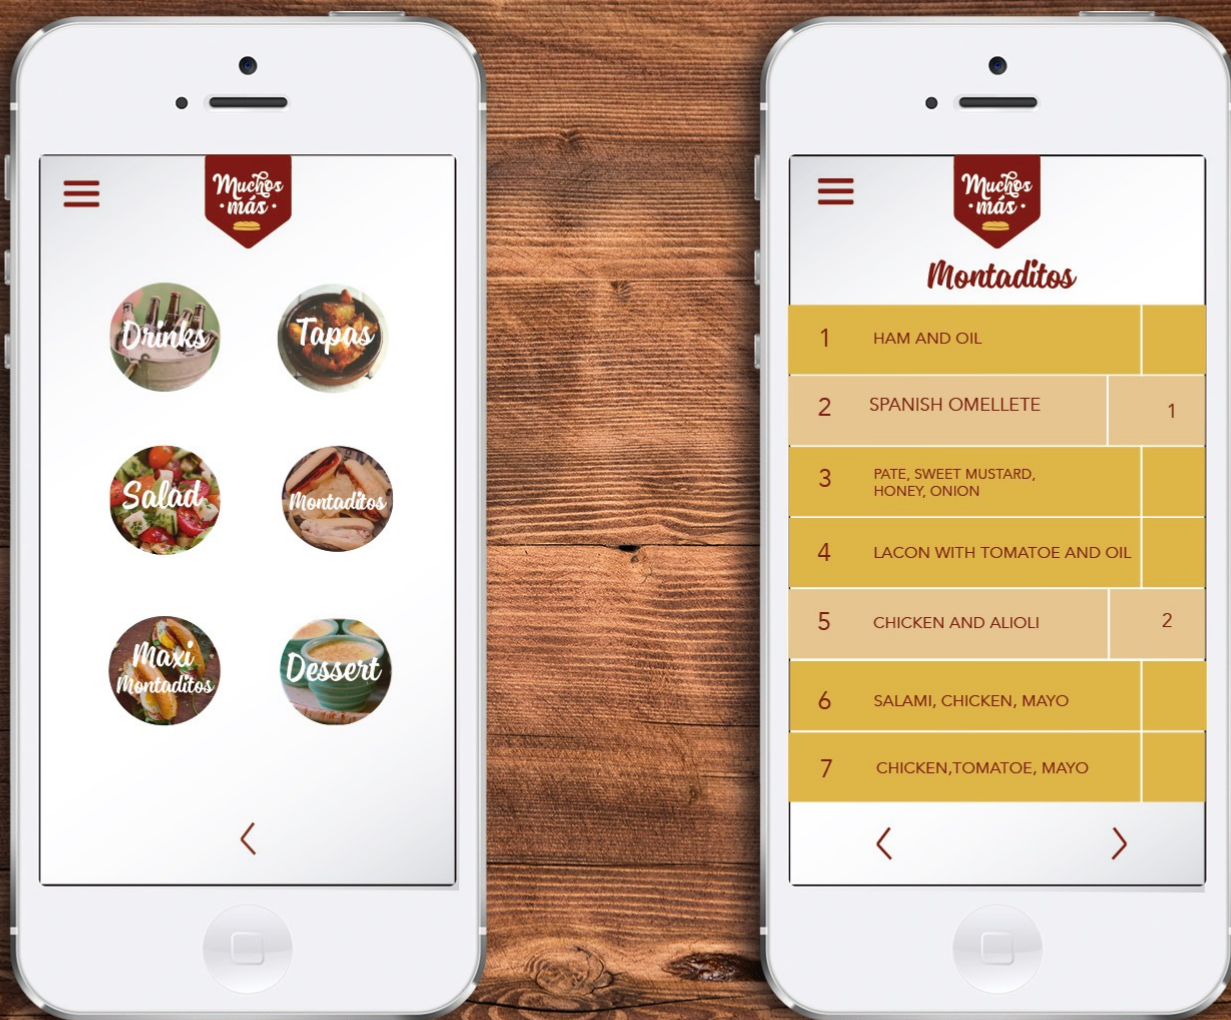 Muchos
·más·
Drinks
Tapas
Salad
Montaditos
Maxi
Montaditos
Dessert
Muchos
·más·
Montaditos
1 HAM AND OIL
2 SPANISH OMELLETE 1
3 PATE, SWEET MUSTARD,
HONEY, ONION
4 LACON WITH TOMATOE AND OIL
5 CHICKEN AND ALIOLI 2
6 SALAMI, CHICKEN, MAYO
7 CHICKEN,TOMATOE, MAYO